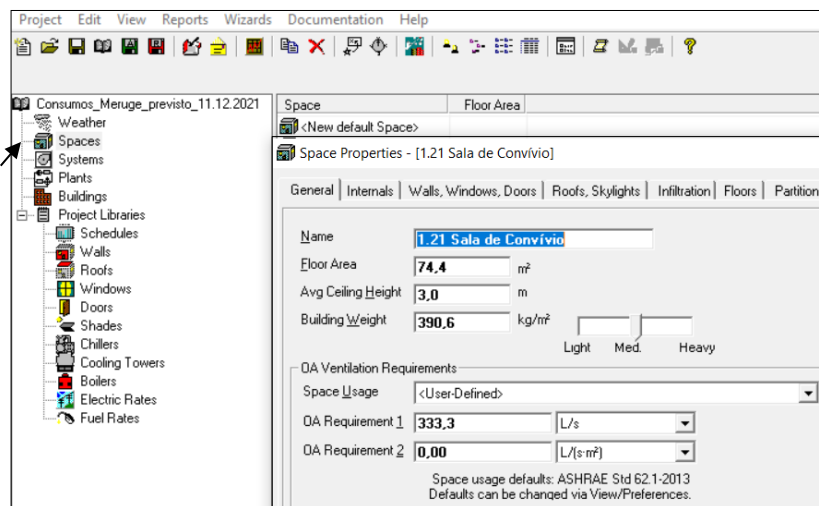 Project Edit View Reports Wizards Documentation Help
Consumos_Meruge_previsto_11.12.2021
Weather
Spaces
Systems
Plants
Buildings
Project Libraries
Schedules
Walls
Roofs
Windows
Doors
Shades
Chillers
Cooling Towers
Boilers
Electric Rates
Fuel Rates
Space Floor Area
<New default Space>
Space Properties - [1.21 Sala de Convívio]
General Internals Walls, Windows, Doors Roofs, Skylights Infiltration Floors Partition
Name 1.21 Sala de Convívio
Floor Area 74,4 m²
Avg Ceiling Height 3,0 m
Building Weight 390,6 kg/m²
Light Med. Heavy
OA Ventilation Requirements
Space Usage <User-Defined>
OA Requirement 1 333,3 L/s
OA Requirement 2 0,00 L/(s·m²)
Space usage defaults: ASHRAE Std 62.1-2013
Defaults can be changed via View/Preferences.